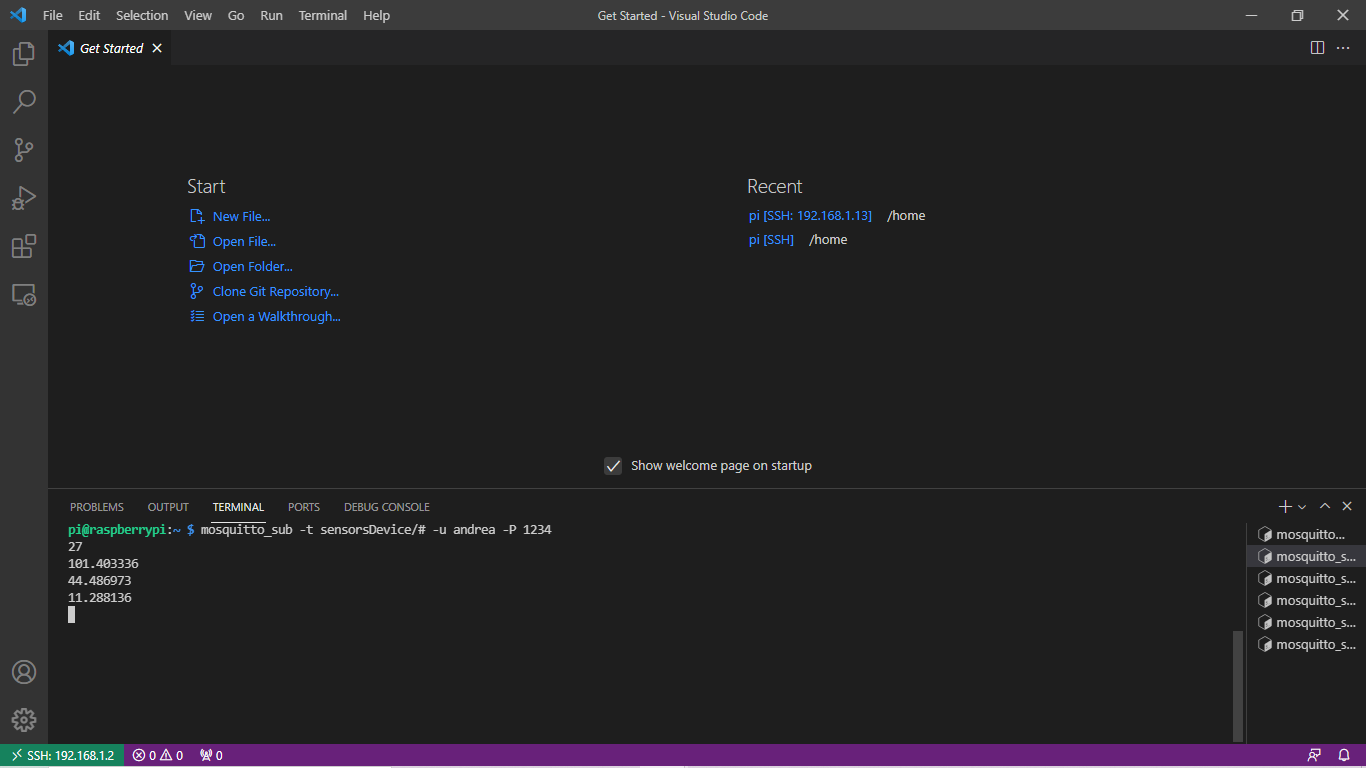 File Edit Selection View Go Run Terminal Help Get Started - Visual Studio Code
Get Started
Start
New File...
Open File...
Open Folder...
Clone Git Repository...
Open a Walkthrough...
Recent
pi [SSH: 192.168.1.13] /home
pi [SSH] /home
Show welcome page on startup
PROBLEMS OUTPUT TERMINAL PORTS DEBUG CONSOLE
pi@raspberrypi:~ $ mosquitto_sub -t sensorsDevice/# -u andrea -P 1234
27
101.403336
44.486973
11.288136
mosquitto...
mosquitto_s...
mosquitto_s...
mosquitto_s...
mosquitto_s...
mosquitto_s...
SSH: 192.168.1.2 0 0 0